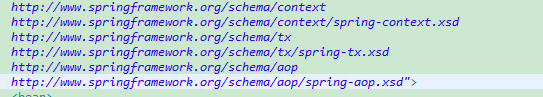 http://www.springframework.org/schema/context
http://www.springframework.org/schema/context/spring-context.xsd
http://www.springframework.org/schema/tx
http://www.springframework.org/schema/tx/spring-tx.xsd
http://www.springframework.org/schema/aop
http://www.springframework.org/schema/aop/spring-aop.xsd">
<bean>